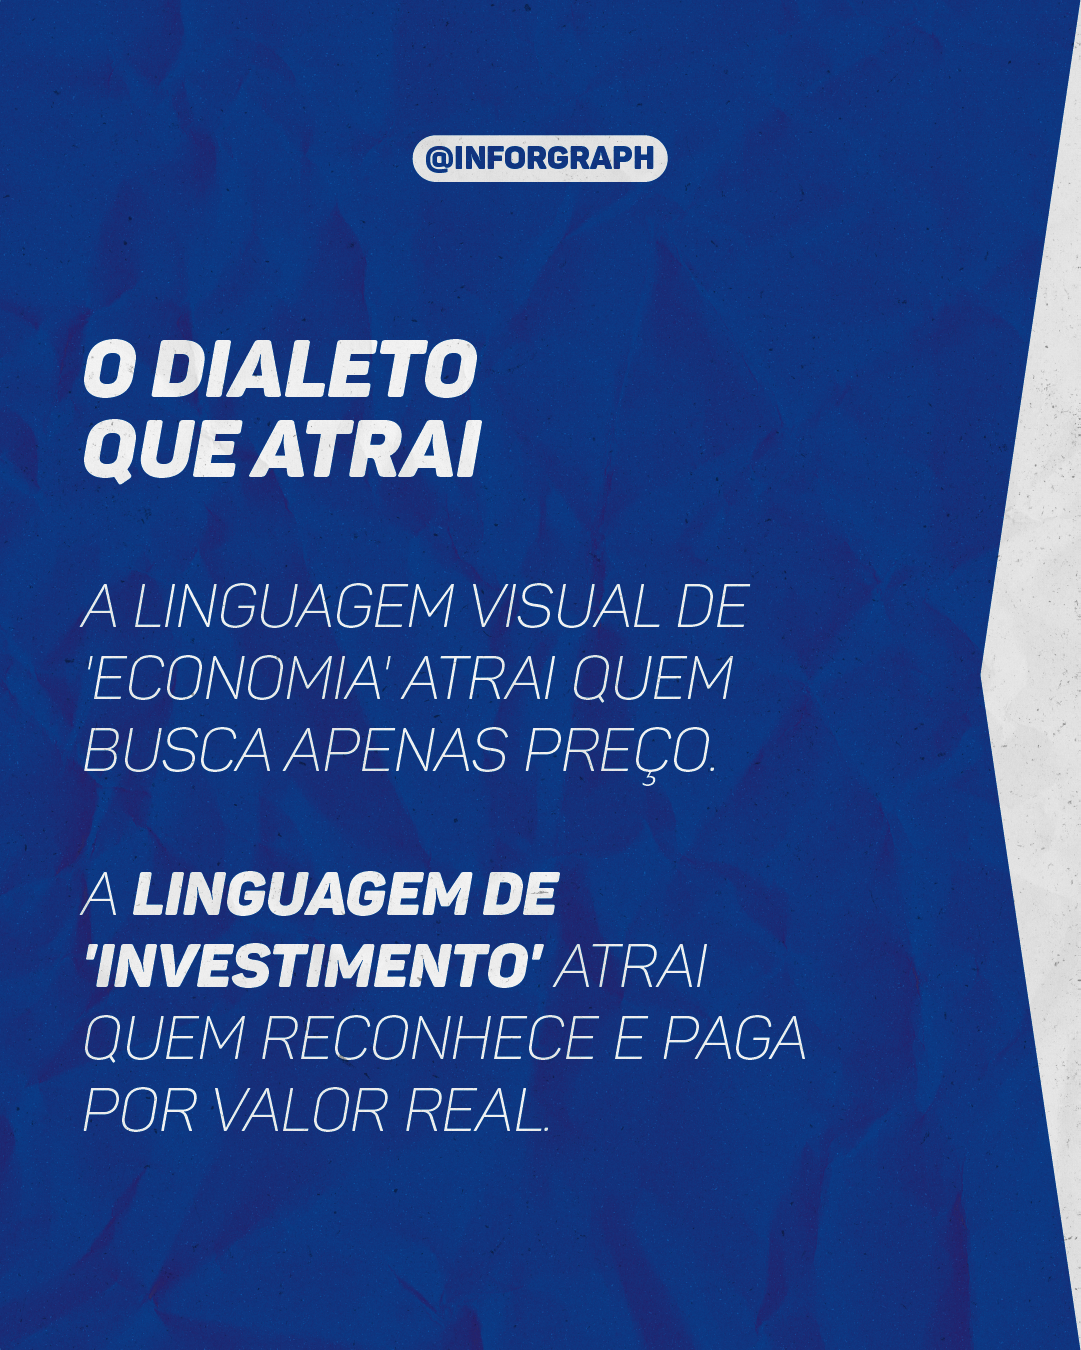 @INFORGRAPH
O DIALETO
QUE ATRAI
A LINGUAGEM VISUAL DE
'ECONOMIA' ATRAI QUEM
BUSCA APENAS PREÇO.
A LINGUAGEM DE
'INVESTIMENTO' ATRAI
QUEM RECONHECE E PAGA
POR VALOR REAL.